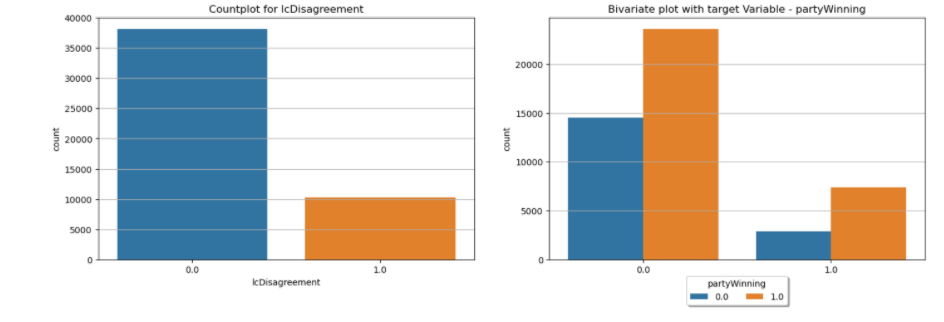 Countplot for lcDisagreement
40000
35000
30000
25000
20000
15000
10000
5000
0
count
0.0 1.0
lcDisagreement
Bivariate plot with target Variable - partyWinning
20000
15000
10000
5000
0
count
0.0 1.0
partyWinning
0.0 1.0